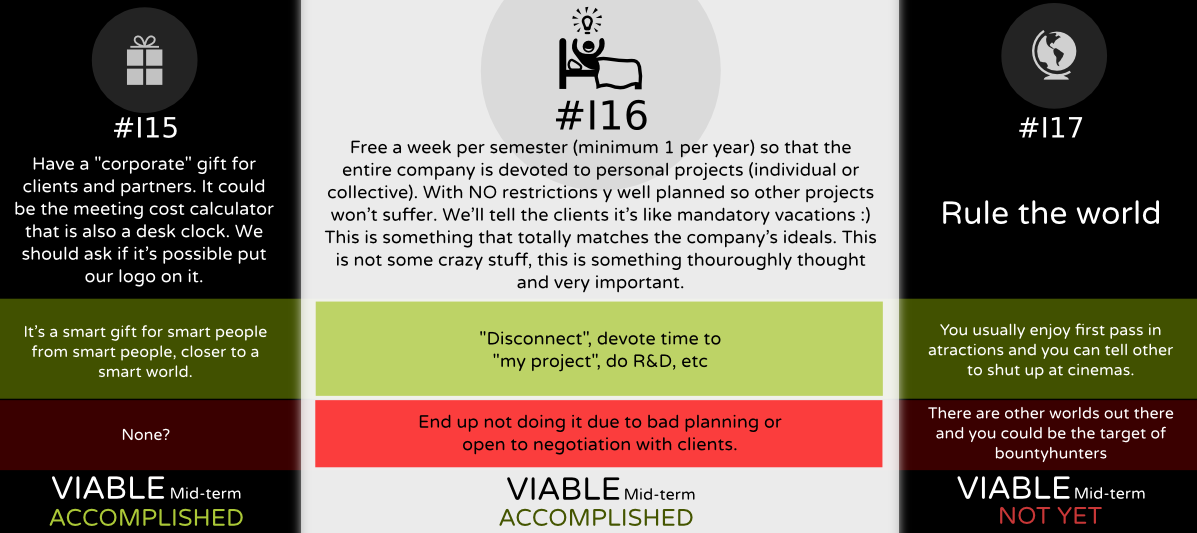 #I15
Have a "corporate" gift for
clients and partners. It could
be the meeting cost calculator
that is also a desk clock. We
should ask if it's possible put
our logo on it.
It's a smart gift for smart people
from smart people, closer to a
smart world.
None?
VIABLE Mid-term
ACCOMPLISHED
#I16
Free a week per semester (minimum 1 per year) so that the
entire company is devoted to personal projects (individual or
collective). With NO restrictions y well planned so other projects
won't suffer. We'll tell the clients it's like mandatory vacations :)
This is something that totally matches the company's ideals. This
is not some crazy stuff, this is something thouroughly thought
and very important.
"Disconnect", devote time to
"my project", do R&D, etc
End up not doing it due to bad planning or
open to negotiation with clients.
VIABLE Mid-term
ACCOMPLISHED
#I17
Rule the world
You usually enjoy first pass in
atractions and you can tell other
to shut up at cinemas.
There are other worlds out there
and you could be the target of
bountyhunters
VIABLE Mid-term
NOT YET